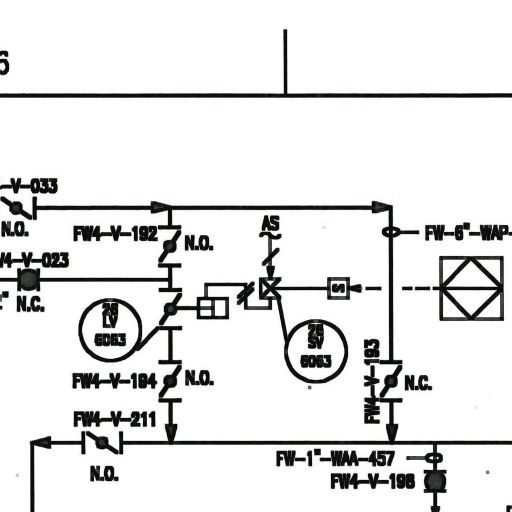 6
-V-033
N.O.
AS
FW4-V-192
N.O.
FW-6"-WAP-
W4-V-023
N.C.
S
26
LV
6063
26
SV
6063
FW4-V-193
FW4-V-194
N.O.
N.C.
FW4-V-211
N.O.
FW-1"-WAA-457
FW4-V-196